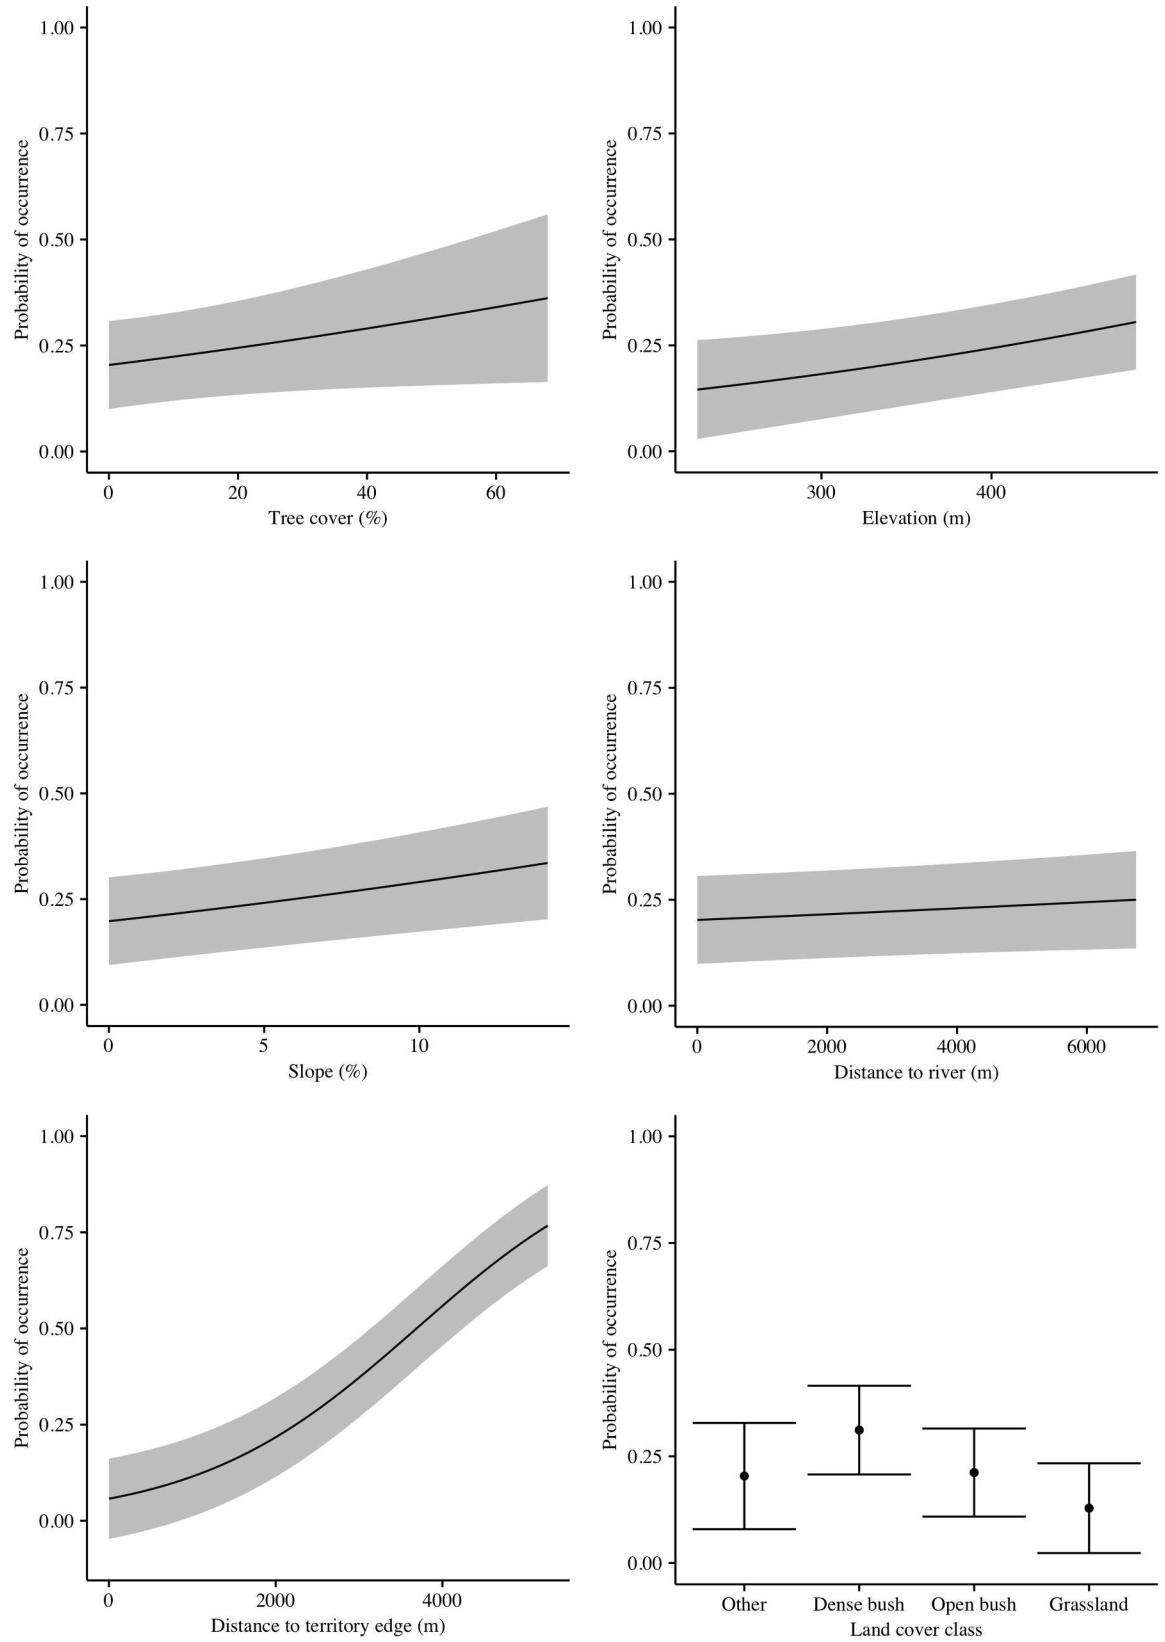 Probability of occurrence
1.00
0.75
0.50
0.25
0.00
0 20 40 60
Tree cover (%)
Probability of occurrence
1.00
0.75
0.50
0.25
0.00
300 400
Elevation (m)
Probability of occurrence
1.00
0.75
0.50
0.25
0.00
0 5 10
Slope (%)
Probability of occurrence
1.00
0.75
0.50
0.25
0.00
0 2000 4000 6000
Distance to river (m)
Probability of occurrence
1.00
0.75
0.50
0.25
0.00
0 2000 4000
Distance to territory edge (m)
Probability of occurrence
1.00
0.75
0.50
0.25
0.00
Other Dense bush Open bush Grassland
Land cover class